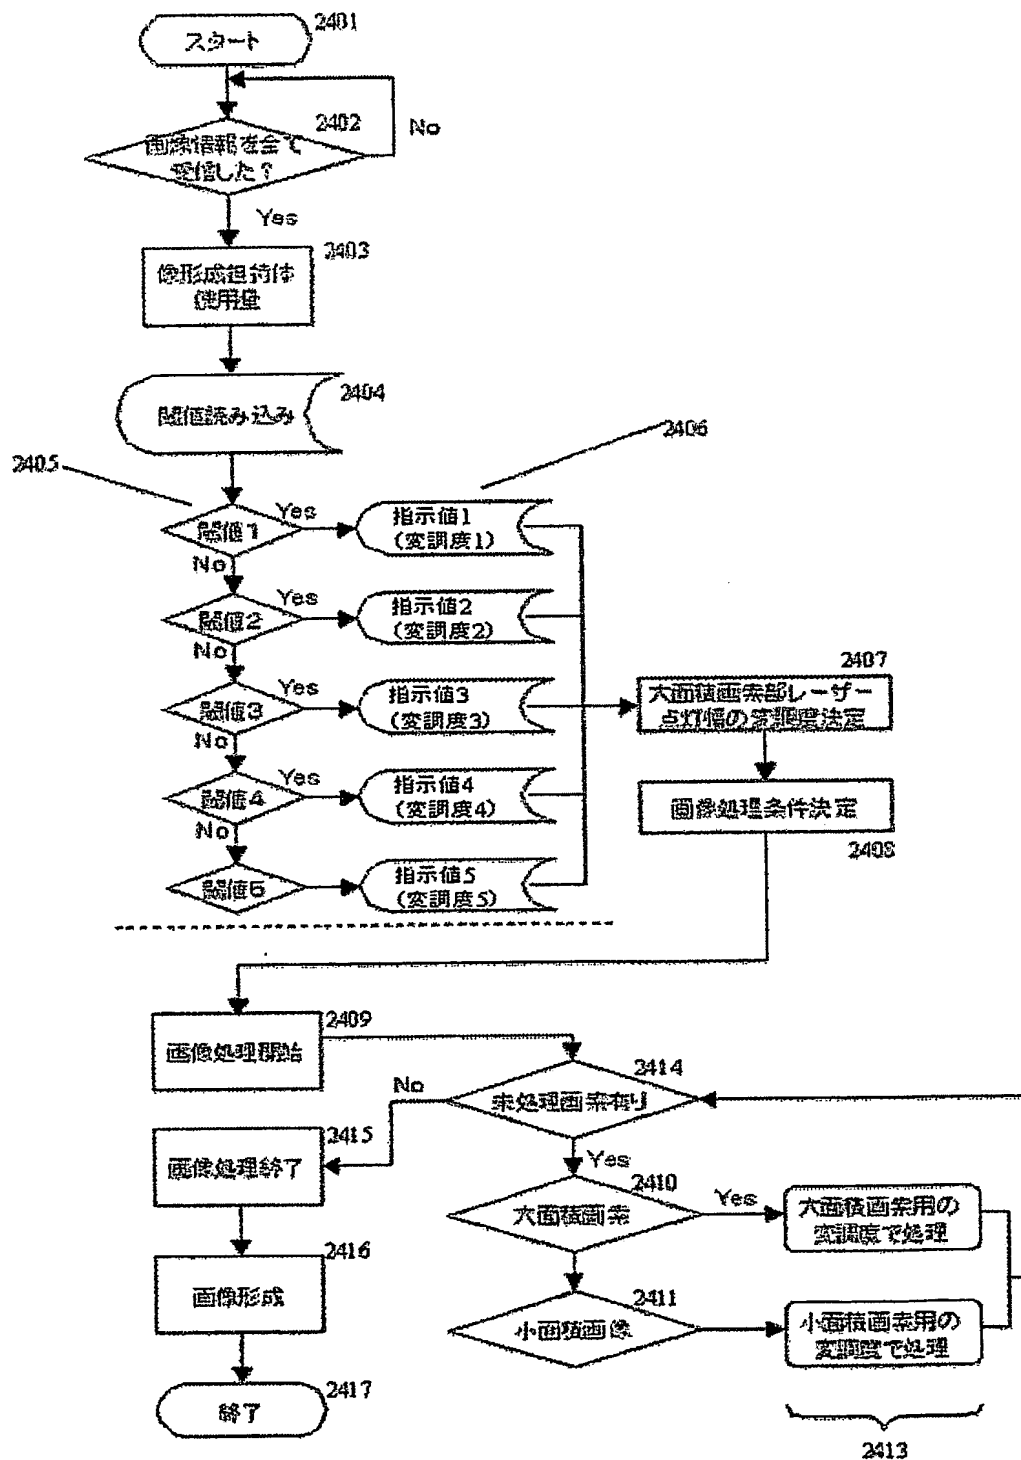 スタート
2401
2402
画像情報を全て
受信した？
No
Yes
2403
像形成担持体
使用量
2404
閾値読み込み
2405
2406
閾値1
Yes
指示値1
(変調度1)
No
閾値2
Yes
指示値2
(変調度2)
No
閾値3
Yes
指示値3
(変調度3)
No
閾値4
Yes
指示値4
(変調度4)
No
閾値5
指示値5
(変調度5)
2407
大面積画素部レーザー
点灯幅の変調度決定
画像処理条件決定
2408
2409
画像処理開始
2414
未処理画素有り
No
Yes
2415
画像処理終了
2410
大面積画素
Yes
大面積画素用の
変調度で処理
2416
画像形成
2411
小面積画像
小面積画素用の
変調度で処理
2413
2417
終了